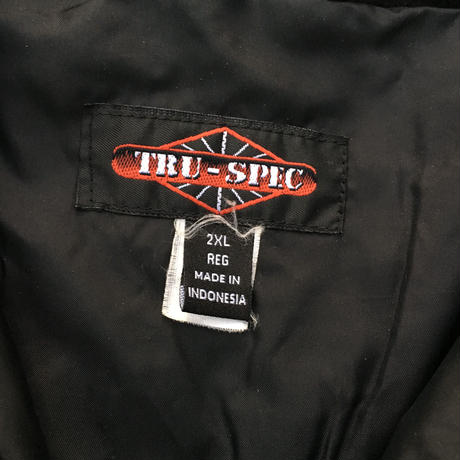 TRU-SPEC
2XL
REG
MADE IN
INDONESIA